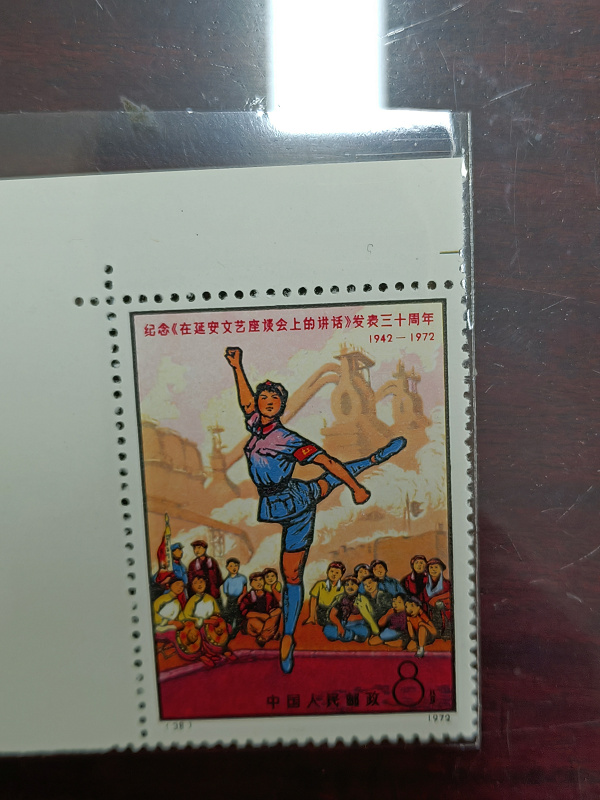 纪念《在延安文艺座谈会上的讲话》发表三十周年
1942—1972
中国人民邮政 8分
(38) 1972